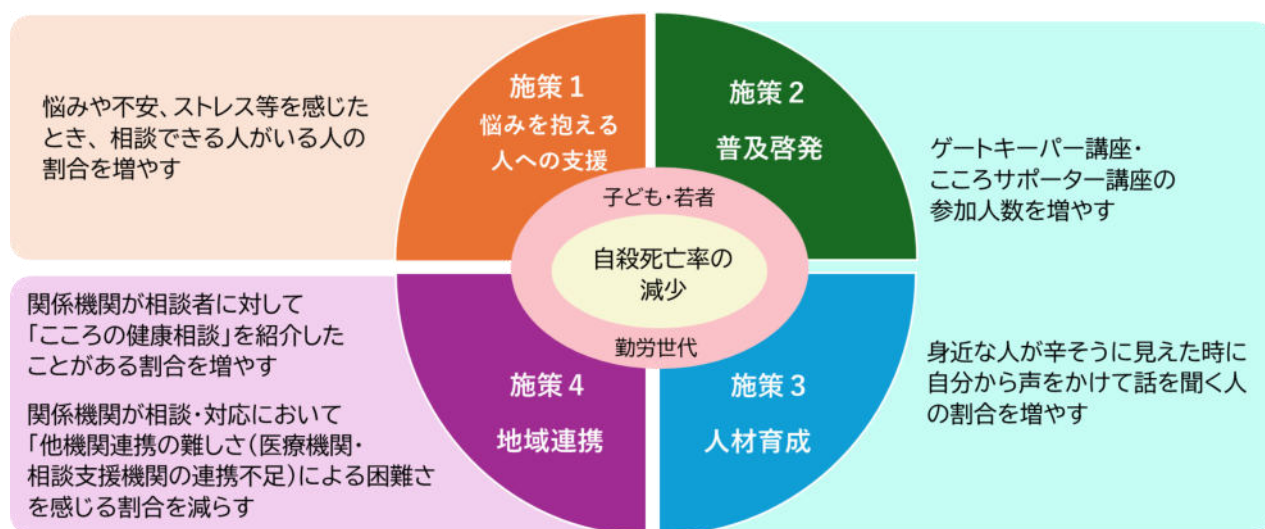 悩みや不安、ストレス等を感じた
とき、相談できる人がいる人の
割合を増やす
施策1
悩みを抱える
人への支援
施策2
普及啓発
ゲートキーパー講座・
こころサポーター講座の
参加人数を増やす
子ども・若者
自殺死亡率の
減少
勤労世代
関係機関が相談者に対して
「こころの健康相談」を紹介した
ことがある割合を増やす
関係機関が相談・対応において
「他機関連携の難しさ（医療機関・
相談支援機関の連携不足）による困難さ
を感じる割合を減らす
施策4
地域連携
施策3
人材育成
身近な人が辛そうに見えた時に
自分から声をかけて話を聞く人
の割合を増やす